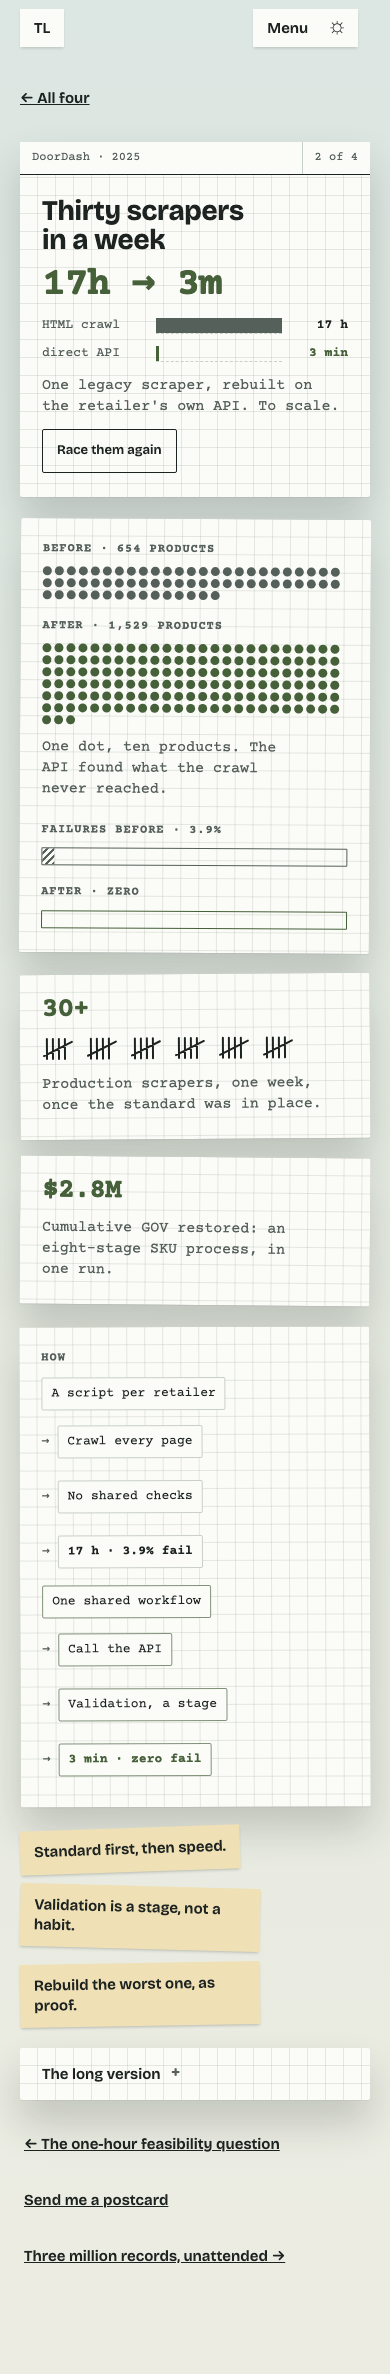 TL
Menu
← All four
DoorDash · 2025
2 of 4
Thirty scrapers
in a week
17h → 3m
HTML crawl
17 h
direct API
3 min
One legacy scraper, rebuilt on
the retailer's own API. To scale.
Race them again
BEFORE · 654 PRODUCTS
AFTER · 1,529 PRODUCTS
One dot, ten products. The
API found what the crawl
never reached.
FAILURES BEFORE · 3.9%
AFTER · ZERO
30+
Production scrapers, one week,
once the standard was in place.
$2.8M
Cumulative GOV restored: an
eight-stage SKU process, in
one run.
HOW
A script per retailer
→ Crawl every page
→ No shared checks
→ 17 h · 3.9% fail
One shared workflow
→ Call the API
→ Validation, a stage
→ 3 min · zero fail
Standard first, then speed.
Validation is a stage, not a
habit.
Rebuild the worst one, as
proof.
The long version +
← The one-hour feasibility question
Send me a postcard
Three million records, unattended →